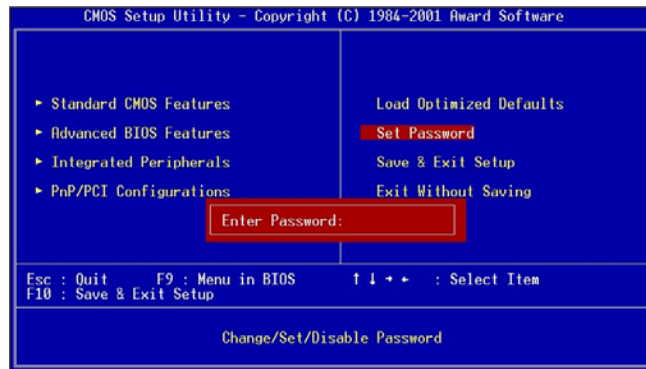 CMOS Setup Utility - Copyright (C) 1984-2001 Award Software
► Standard CMOS Features
► Advanced BIOS Features
► Integrated Peripherals
► PnP/PCI Configurations
Load Optimized Defaults
Set Password
Save & Exit Setup
Exit Without Saving
Enter Password:
Esc : Quit F9 : Menu in BIOS ↑ ↓ → ← : Select Item
F10 : Save & Exit Setup
Change/Set/Disable Password